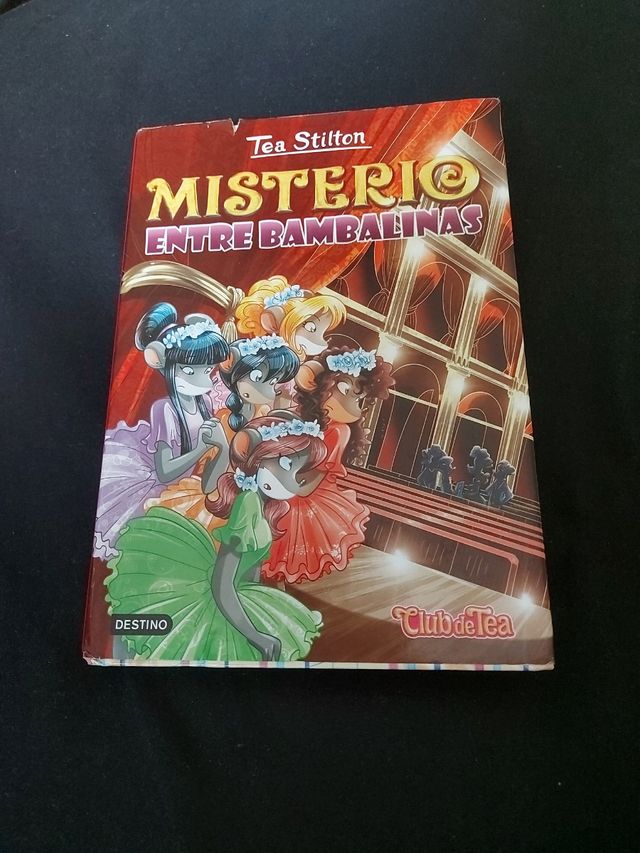 Tea Stilton
MISTERIO
ENTRE BAMBALINAS
DESTINO
Club de Tea